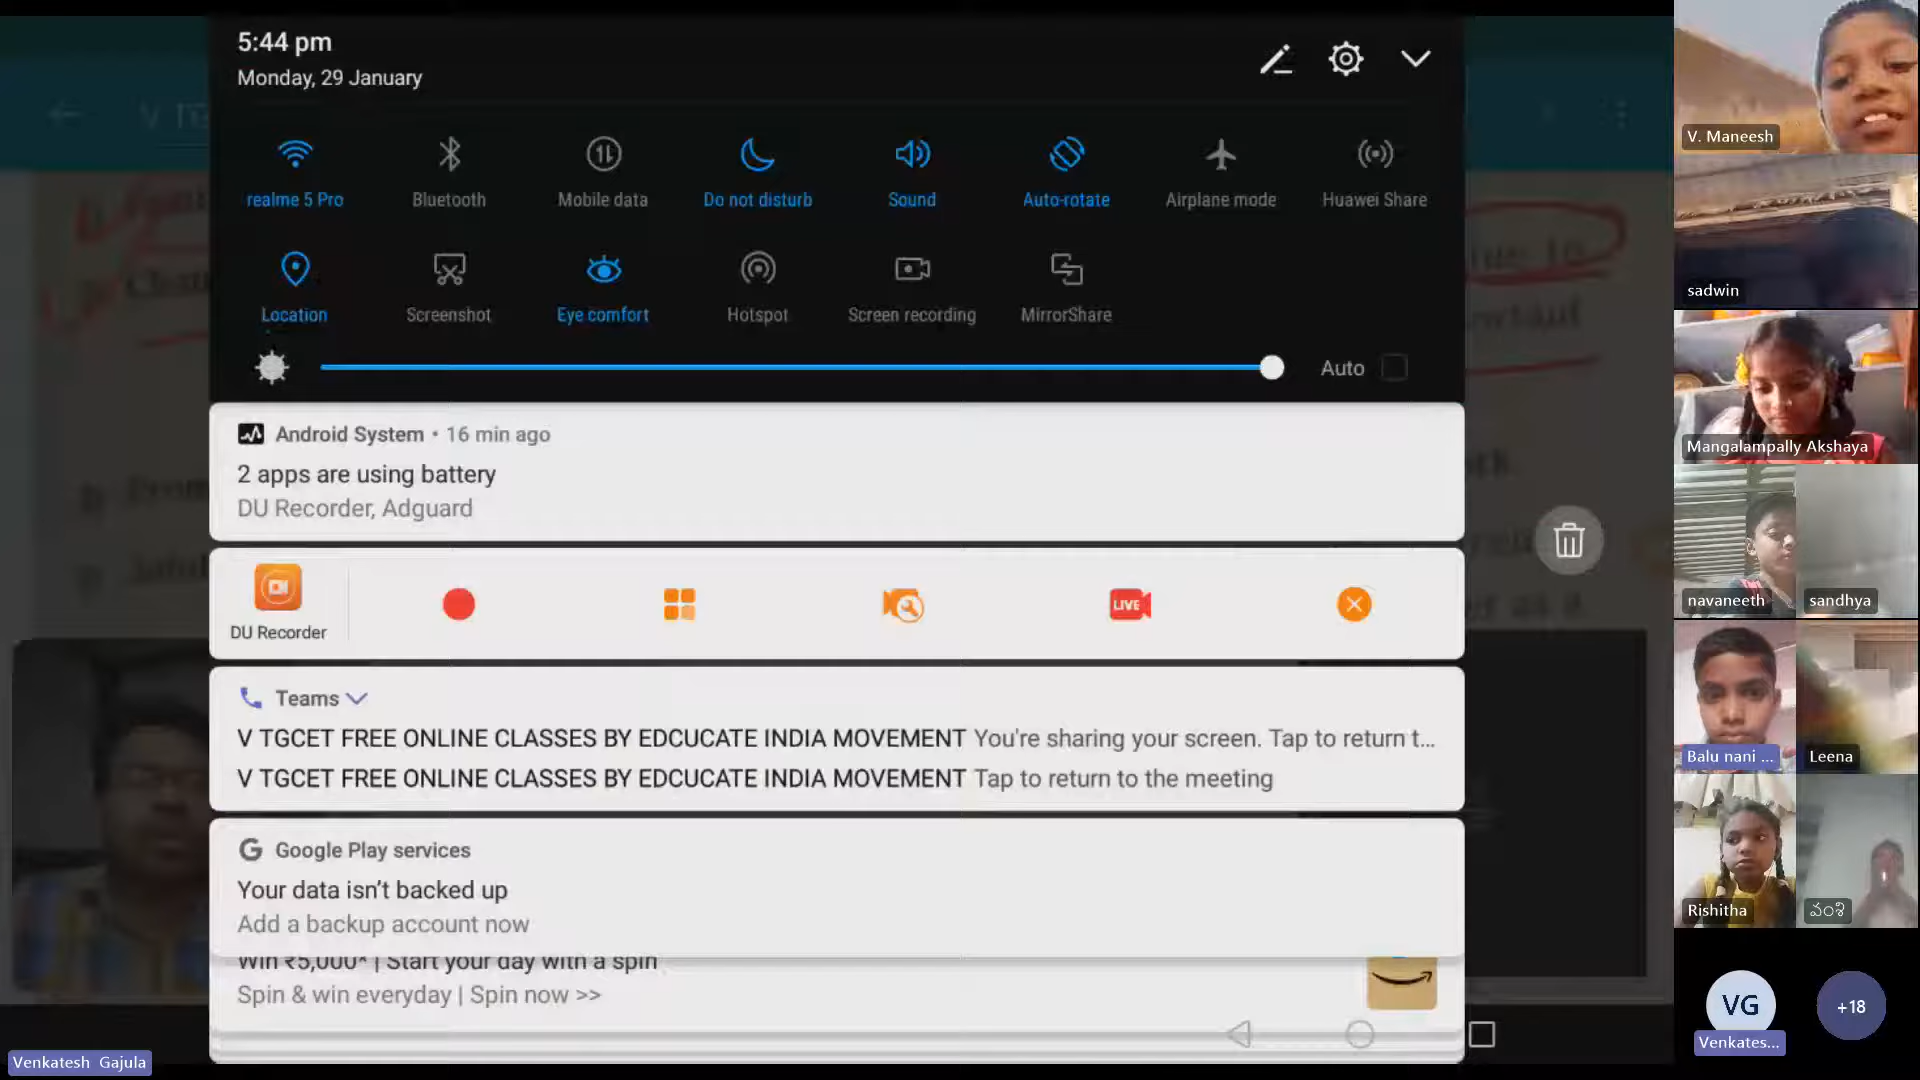 5:44 pm
Monday, 29 January
realme 5 Pro
Bluetooth
Mobile data
Do not disturb
Sound
Auto-rotate
Airplane mode
Huawei Share
Location
Screenshot
Eye comfort
Hotspot
Screen recording
MirrorShare
Auto
Android System • 16 min ago
2 apps are using battery
DU Recorder, Adguard
DU Recorder
LIVE
Teams
V TGCET FREE ONLINE CLASSES BY EDCUCATE INDIA MOVEMENT You're sharing your screen. Tap to return t...
V TGCET FREE ONLINE CLASSES BY EDCUCATE INDIA MOVEMENT Tap to return to the meeting
Google Play services
Your data isn't backed up
Add a backup account now
Win ₹5,000* | Start your day with a spin
Spin & win everyday | Spin now >>
Venkatesh Gajula
V. Maneesh
sadwin
Mangalampally Akshaya
navaneeth
sandhya
Balu nani ...
Leena
Rishitha
వంశి
VG
Venkates...
+18